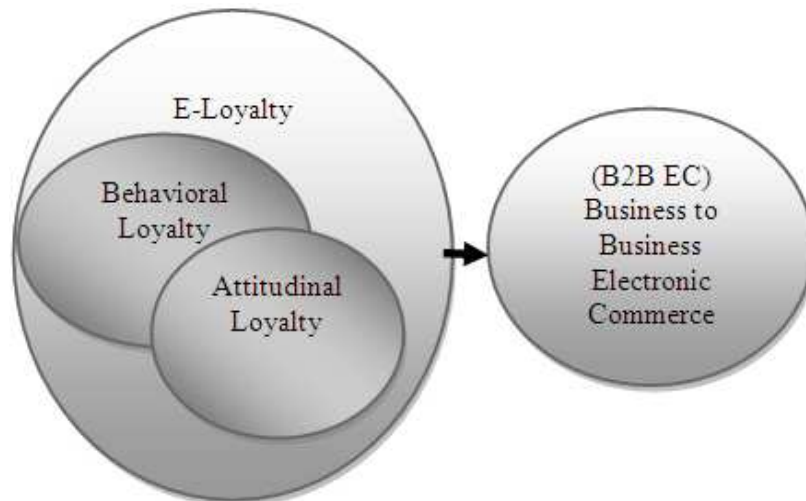 E-Loyalty
Behavioral
Loyalty
Attitudinal
Loyalty
(B2B EC)
Business to
Business
Electronic
Commerce